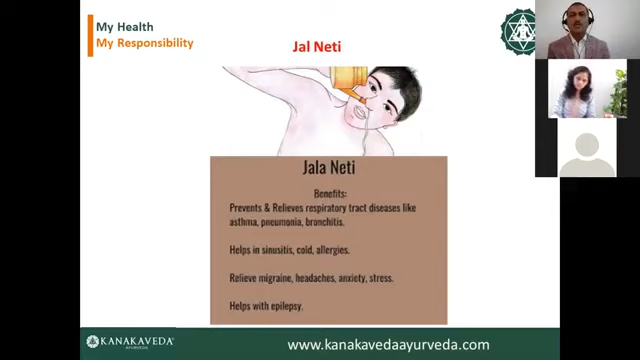 My Health
My Responsibility
Jal Neti
Jala Neti
Benefits:
Prevents & Relieves respiratory tract diseases like
asthma, pneumonia, bronchitis.
Helps in sinusitis, cold, allergies.
Relieve migraine, headaches, anxiety, stress.
Helps with epilepsy.
KANAKAVEDA
AYURVEDA
www.kanakavedaayurveda.com